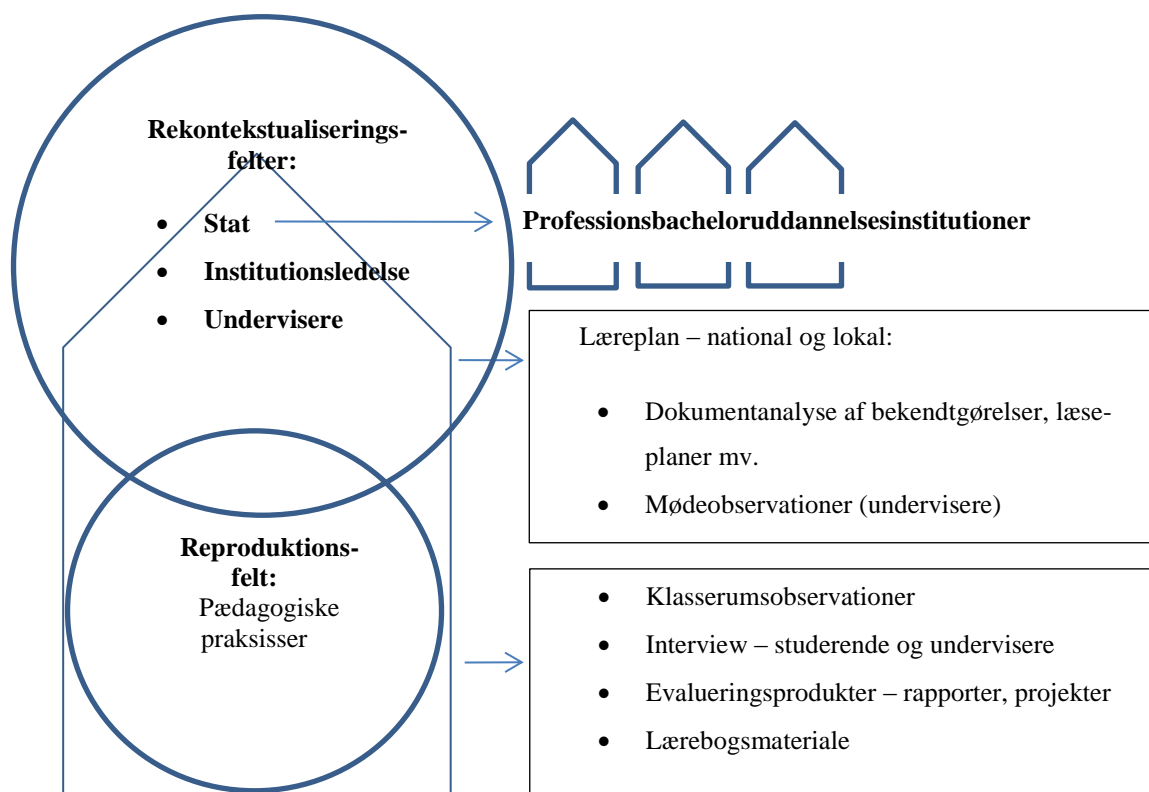 Rekontekstualiserings-
felter:
• Stat
• Institutionsledelse
• Undervisere
Professionsbacheloruddannelsesinstitutioner
Læreplan – national og lokal:
• Dokumentanalyse af bekendtgørelser, læse-
planer mv.
• Mødeobservationer (undervisere)
Reproduktions-
felt:
Pædagogiske
praksisser
• Klasserumsobservationer
• Interview – studerende og undervisere
• Evalueringsprodukter – rapporter, projekter
• Lærebogsmateriale